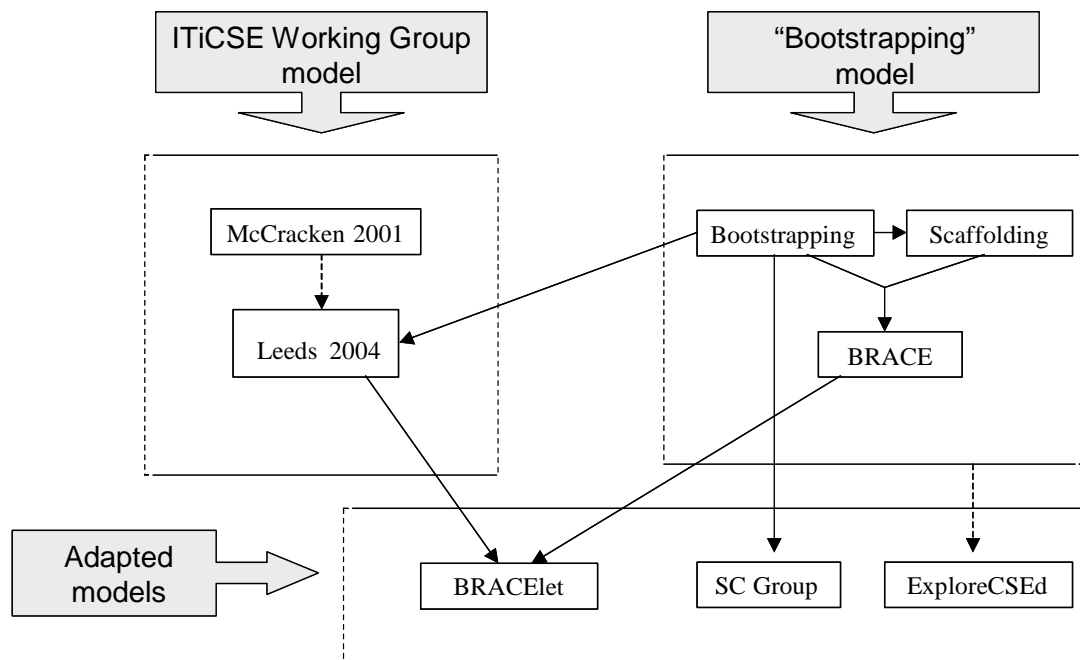 ITiCSE Working Group
model
“Bootstrapping”
model
McCracken 2001
Bootstrapping
Scaffolding
Leeds 2004
BRACE
Adapted
models
BRACElet
SC Group
ExploreCSEd